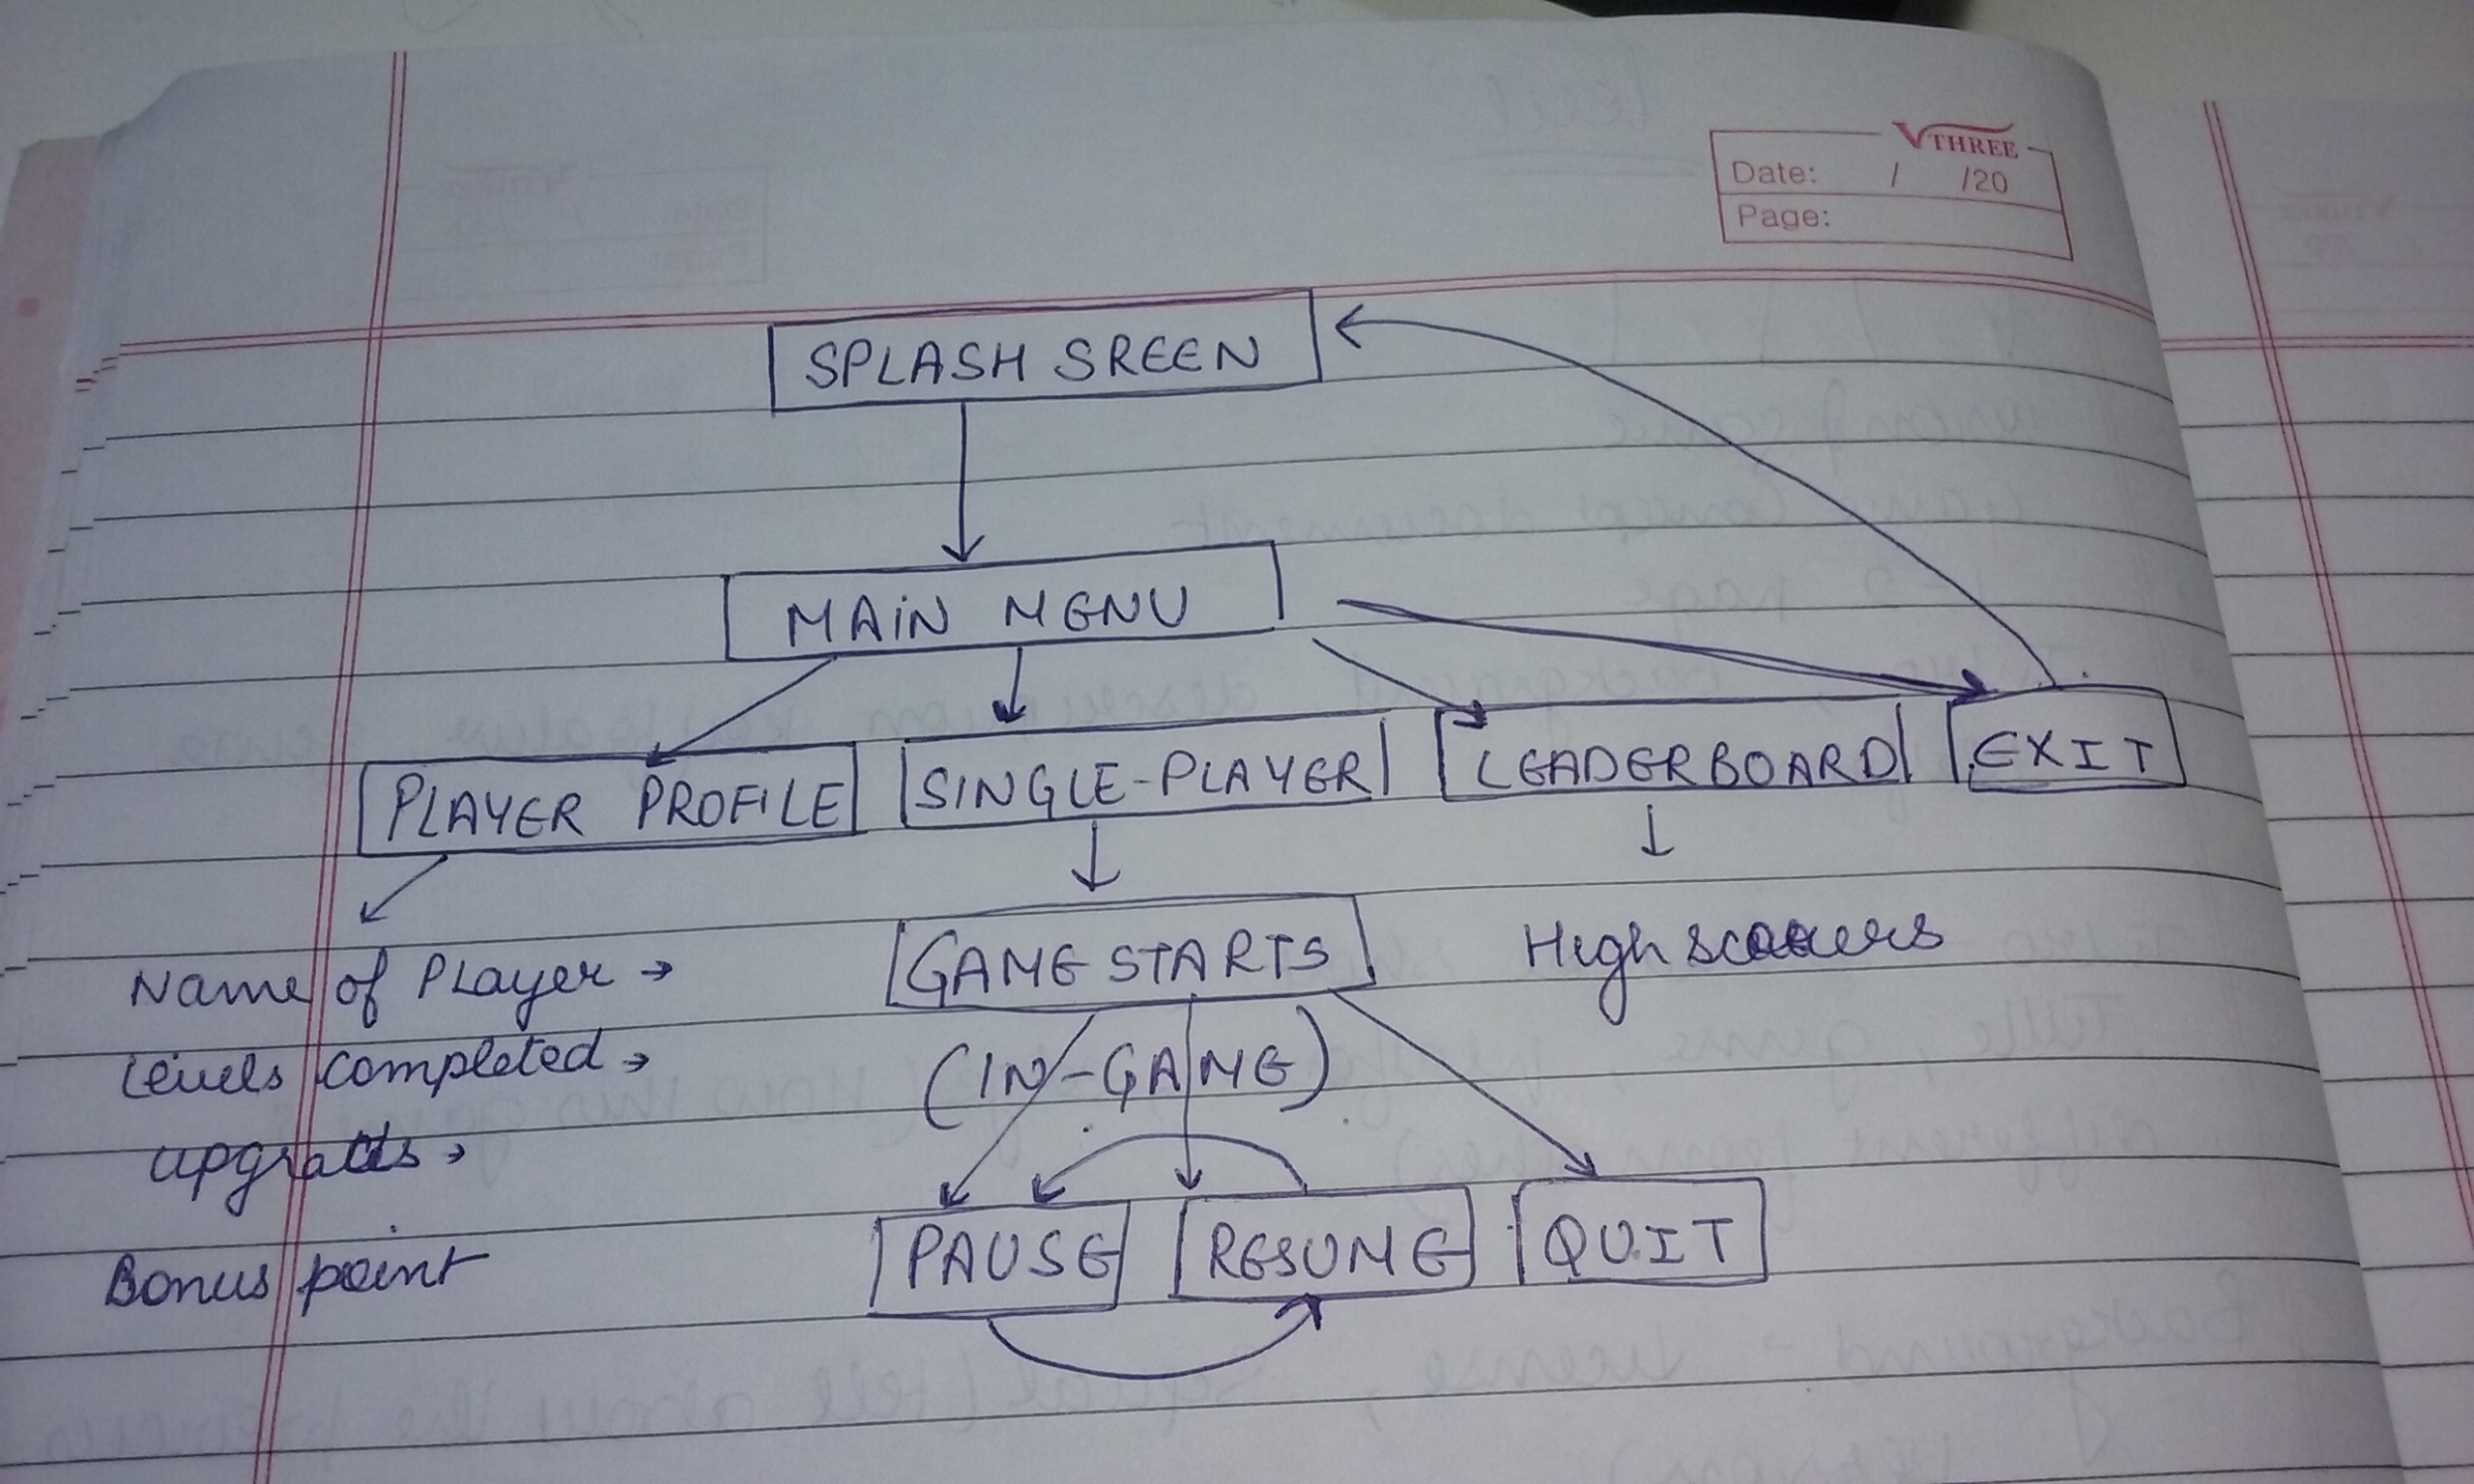 VTHREE
Date: / /20
Page:
SPLASH SREEN
MAIN MENU
PLAYER PROFILE
SINGLE-PLAYER
LEADERBOARD
EXIT
GAME STARTS
High scorers
(IN-GAME)
Name of Player →
Levels completed →
upgrads →
Bonus point
PAUSE
RESUME
QUIT